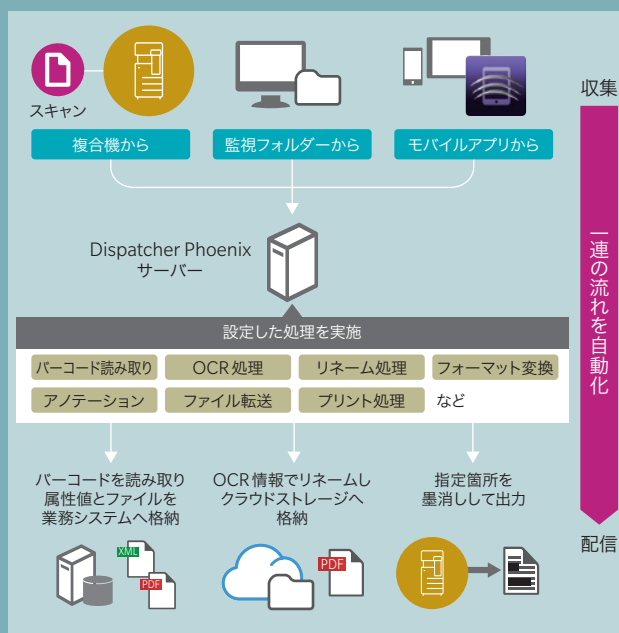 スキャン
複合機から
監視フォルダーから
モバイルアプリから
収集
一連の流れを自動化
Dispatcher Phoenix
サーバー
設定した処理を実施
バーコード読み取り
OCR処理
リネーム処理
フォーマット変換
アノテーション
ファイル転送
プリント処理
など
バーコードを読み取り
属性値とファイルを
業務システムへ格納
OCR情報でリネームし
クラウドストレージへ
格納
指定箇所を
墨消しして出力
配信
XML
PDF
PDF